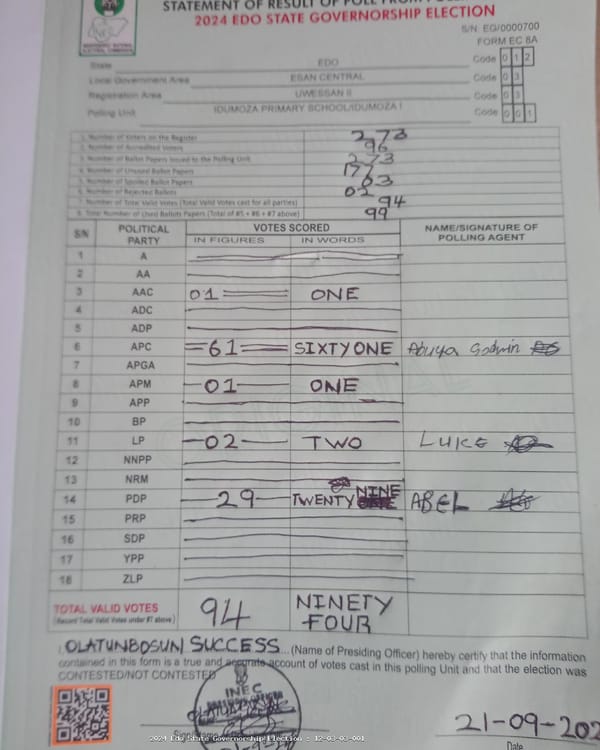 STATEMENT OF RESULT OF POLL FROM
2024 EDO STATE GOVERNORSHIP ELECTION
S/N: EG/0000700
FORM EC 8A
State EDO Code 0 1 2
Local Government Area ESAN CENTRAL Code 0 3
Registration Area UWESSAN II Code 0 3
Polling Unit IDUMOZA PRIMARY SCHOOL/IDUMOZA I Code 0 0 1
1. Number of Voters on the Register 273
2. Number of Accredited Voters 96
3. Number of Ballot Papers Issued to the Polling Unit 273
4. Number of Unused Ballot Papers 177
5. Number of Spoiled Ballot Papers 03
6. Number of Rejected Ballots 02
7. Number of Total Valid Votes (Total Valid Votes cast for all parties) 94
8. Total Number of Used Ballots Papers (Total of #5 + #6 + #7 above) 99
S/N POLITICAL PARTY VOTES SCORED NAME/SIGNATURE OF POLLING AGENT
IN FIGURES IN WORDS
1 A
2 AA
3 AAC 01 ONE
4 ADC
5 ADP
6 APC 61 SIXTY ONE Godwin
7 APGA
8 APM 01 ONE
9 APP
10 BP
11 LP 02 TWO LUKE
12 NNPP
13 NRM
14 PDP 29 TWENTY NINE ABEL
15 PRP
16 SDP
17 YPP
18 ZLP
TOTAL VALID VOTES 94 NINETY FOUR
(Record Total Valid Votes under #7 above)
I OLATUNBOSUN SUCCESS ... (Name of Presiding Officer) hereby certify that the information
contained in this form is a true and accurate account of votes cast in this polling Unit and that the election was
CONTESTED/NOT CONTESTED
INEC
21-09-202
Date
2024 Edo State Governorship Election : 12-03-03-001